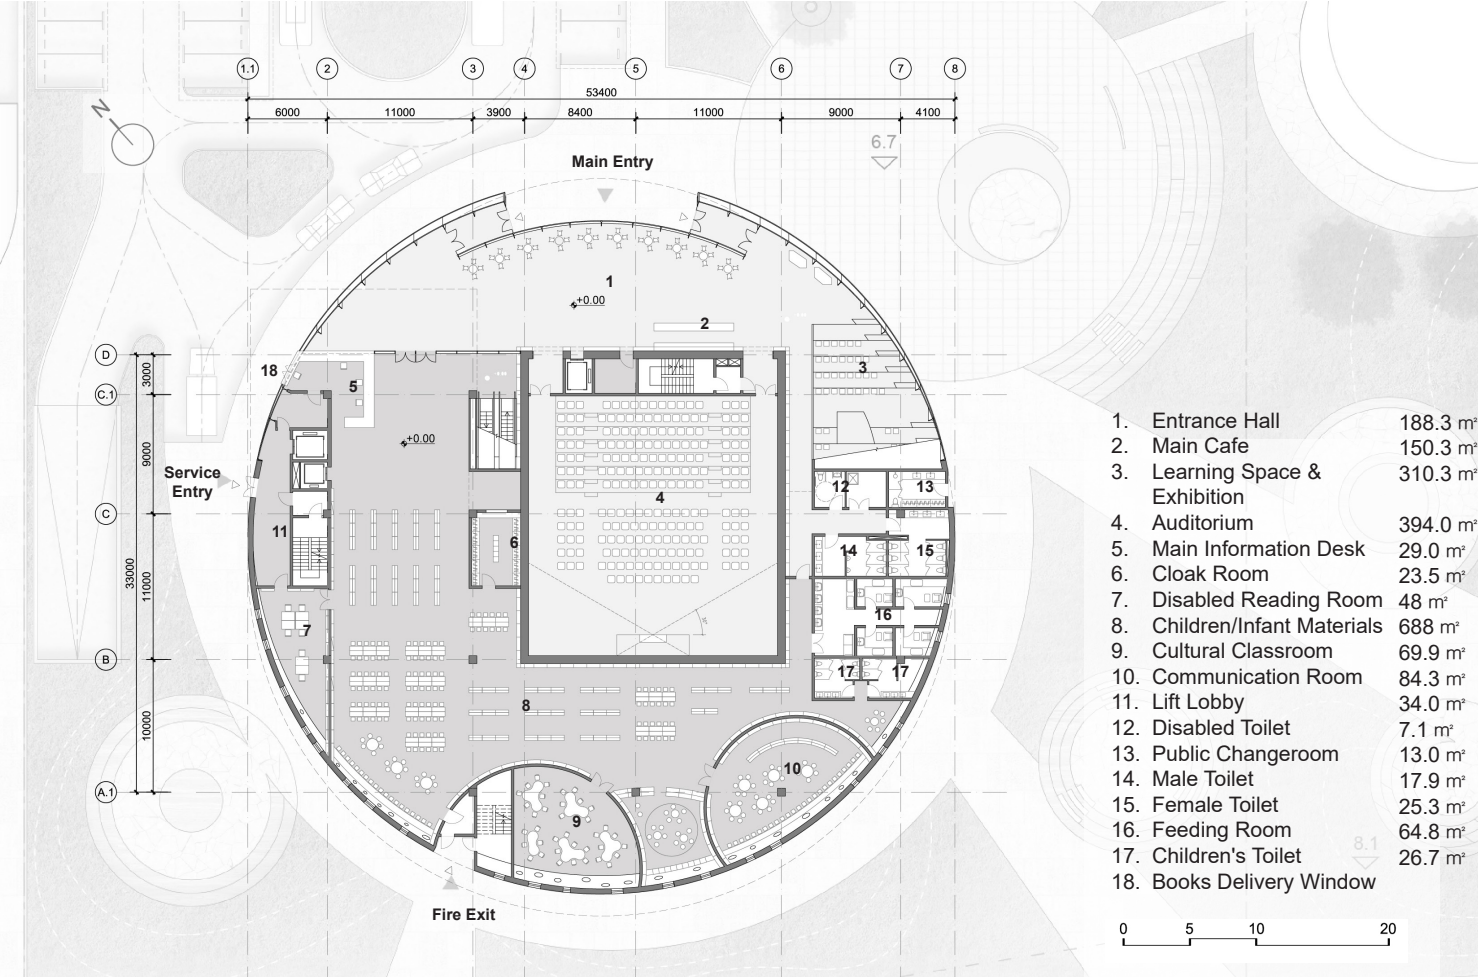 1.1 2 3 4 5 6 7 8
53400
6000 11000 3900 8400 11000 9000 4100
N
6.7
Main Entry
1
+0.00
2
D
3000
18
5
3
C.1
+0.00
9000
Service
Entry
4
12
13
C
11
6
14
15
33000
11000
16
7
B
17
17
8
10000
10
A.1
9
8.1
Fire Exit
1. Entrance Hall 188.3 m²
2. Main Cafe 150.3 m²
3. Learning Space & 310.3 m²
Exhibition
4. Auditorium 394.0 m²
5. Main Information Desk 29.0 m²
6. Cloak Room 23.5 m²
7. Disabled Reading Room 48 m²
8. Children/Infant Materials 688 m²
9. Cultural Classroom 69.9 m²
10. Communication Room 84.3 m²
11. Lift Lobby 34.0 m²
12. Disabled Toilet 7.1 m²
13. Public Changeroom 13.0 m²
14. Male Toilet 17.9 m²
15. Female Toilet 25.3 m²
16. Feeding Room 64.8 m²
17. Children's Toilet 26.7 m²
18. Books Delivery Window
0 5 10 20